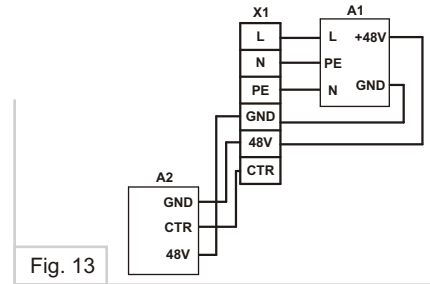 X1
L
N
PE
GND
48V
CTR
A1
L +48V
PE
N GND
A2
GND
CTR
48V
Fig. 13